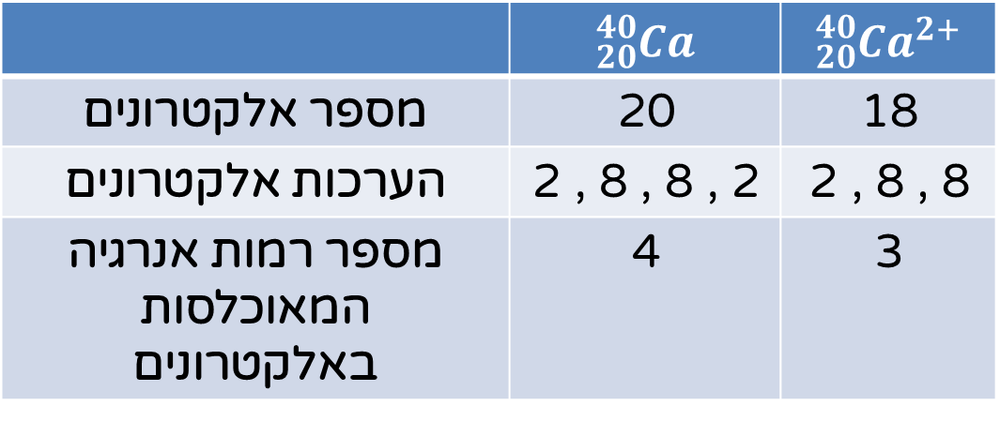 ⁴⁰₂₀Ca ⁴⁰₂₀Ca²⁺
מספר אלקטרונים 20 18
הערכות אלקטרונים 2 , 8 , 8 , 2 2 , 8 , 8
מספר רמות אנרגיה 4 3
המאוכלסות
באלקטרונים